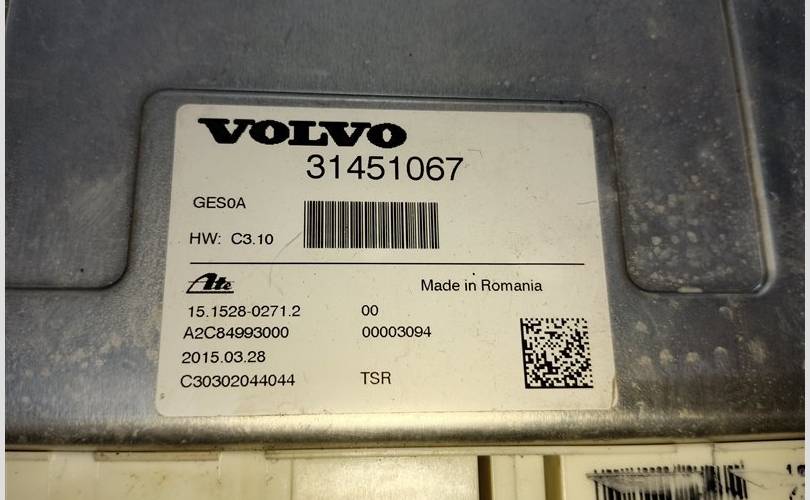 VOLVO
31451067
GES0A
HW: C3.10
Ate
Made in Romania
15.1528-0271.2 00
A2C84993000 00003094
2015.03.28
C30302044044 TSR